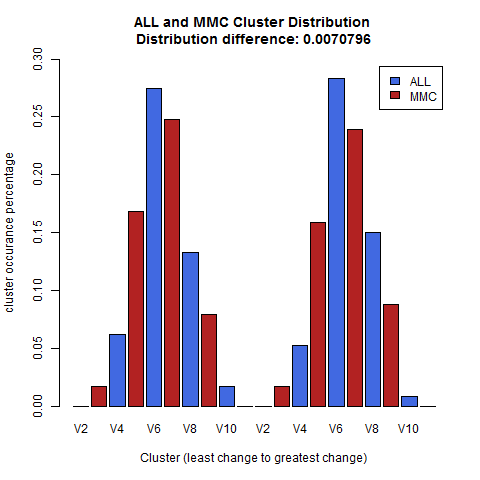 ALL and MMC Cluster Distribution
Distribution difference: 0.0070796
ALL
MMC
cluster occurance percentage
0.30
0.25
0.20
0.15
0.10
0.05
0.00
V2 V4 V6 V8 V10 V2 V4 V6 V8 V10
Cluster (least change to greatest change)